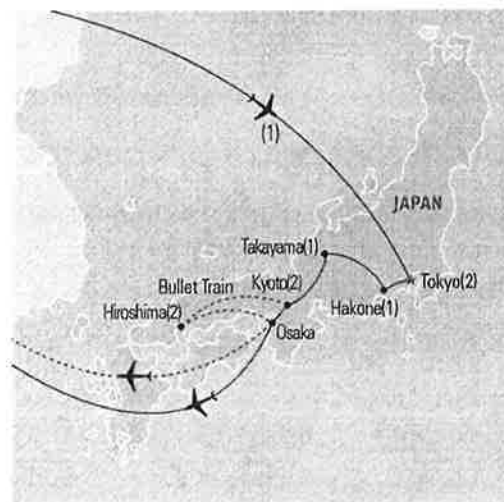 (1)
JAPAN
Takayama(1)
Tokyo(2)
Bullet Train
Kyoto(2)
Hakone(1)
Hiroshima(2)
Osaka